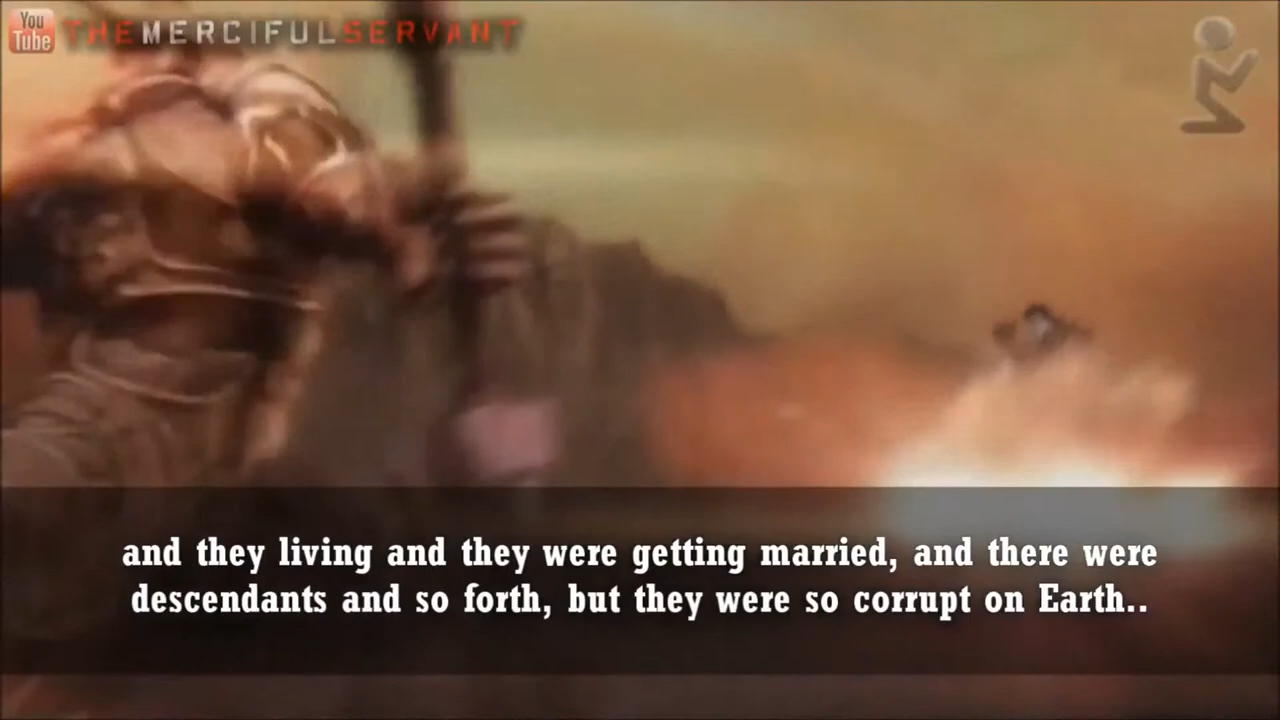 You
Tube
THEMERCIFULSERVANT
and they living and they were getting married, and there were
descendants and so forth, but they were so corrupt on Earth..